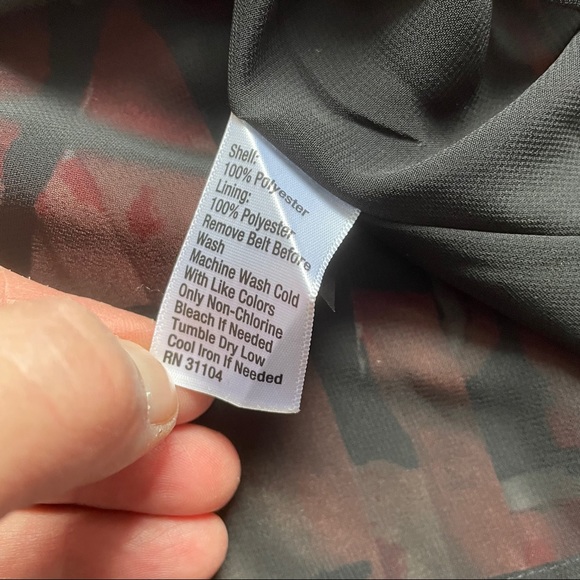 Shell:
100% Polyester
Lining:
100% Polyester
Remove Belt Before
Wash
Machine Wash Cold
With Like Colors
Only Non-Chlorine
Bleach If Needed
Tumble Dry Low
Cool Iron If Needed
RN 31104